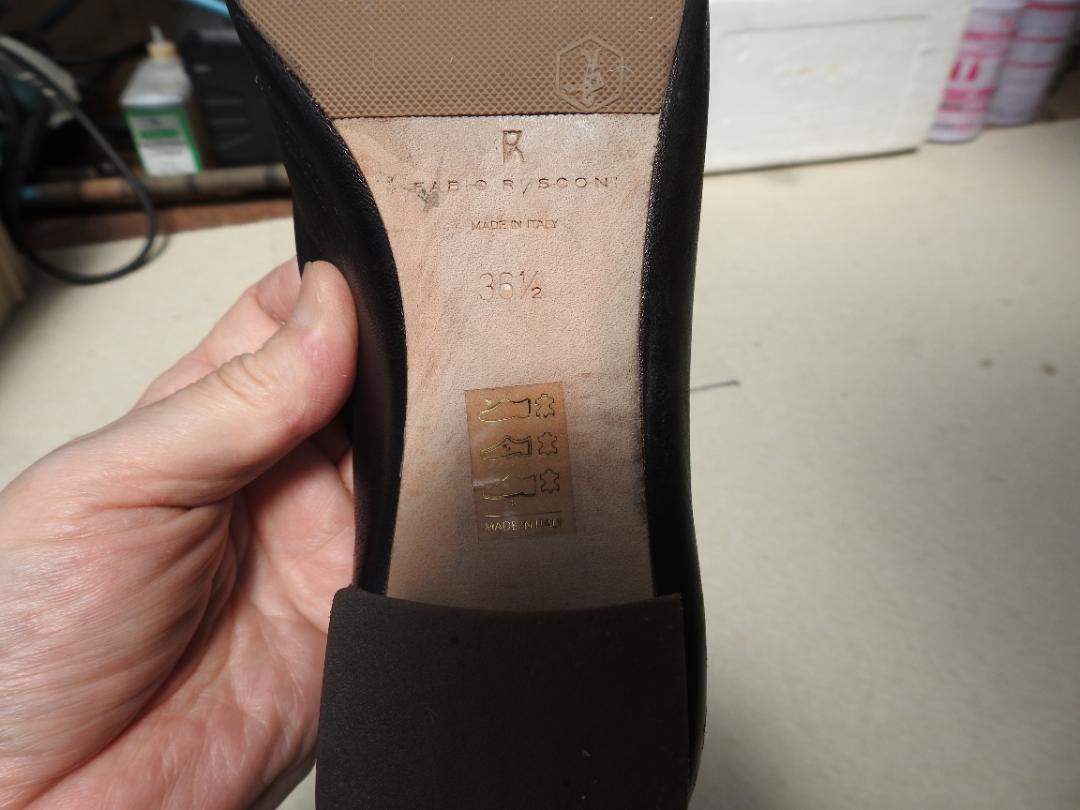 R
FABIO RUSCONI
MADE IN ITALY
36½
MADE IN ITALY